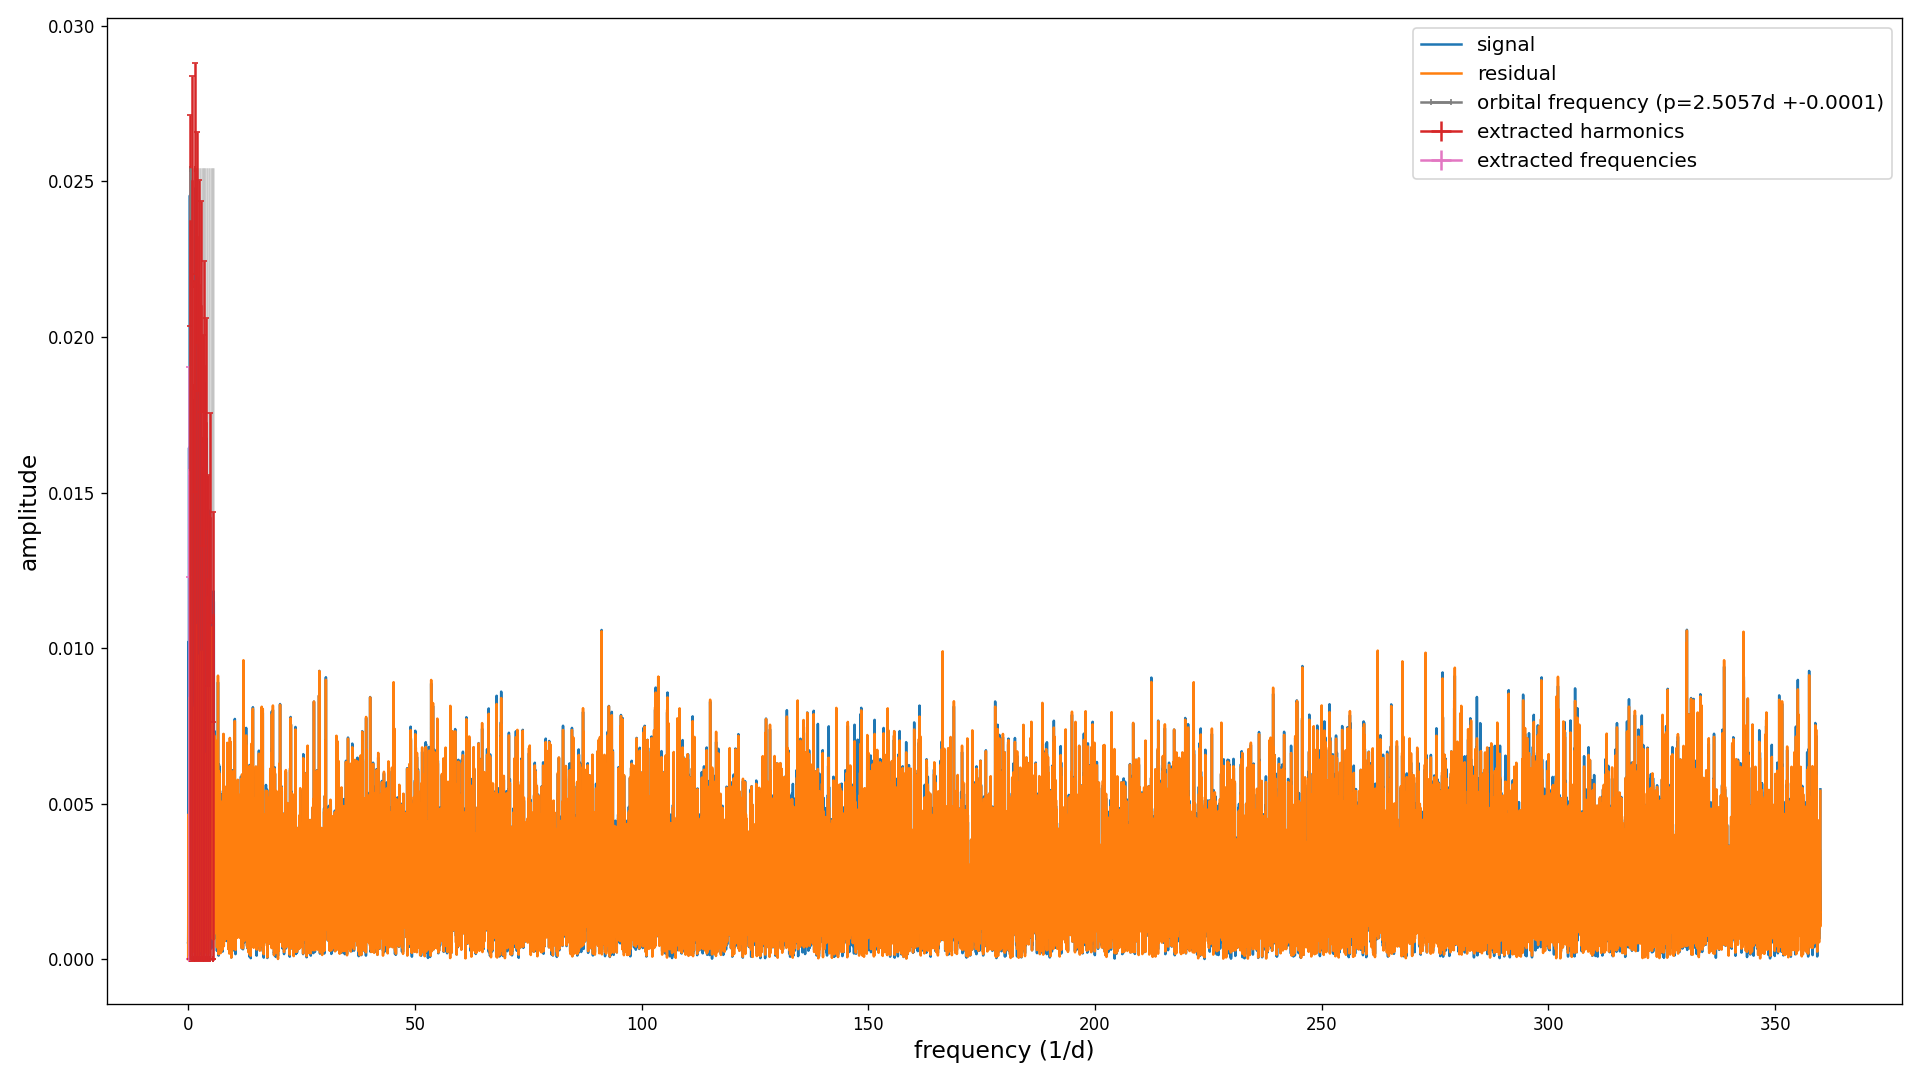 0.030
0.025
0.020
0.015
0.010
0.005
0.000
amplitude
0 50 100 150 200 250 300 350
frequency (1/d)
signal
residual
orbital frequency (p=2.5057d +-0.0001)
extracted harmonics
extracted frequencies